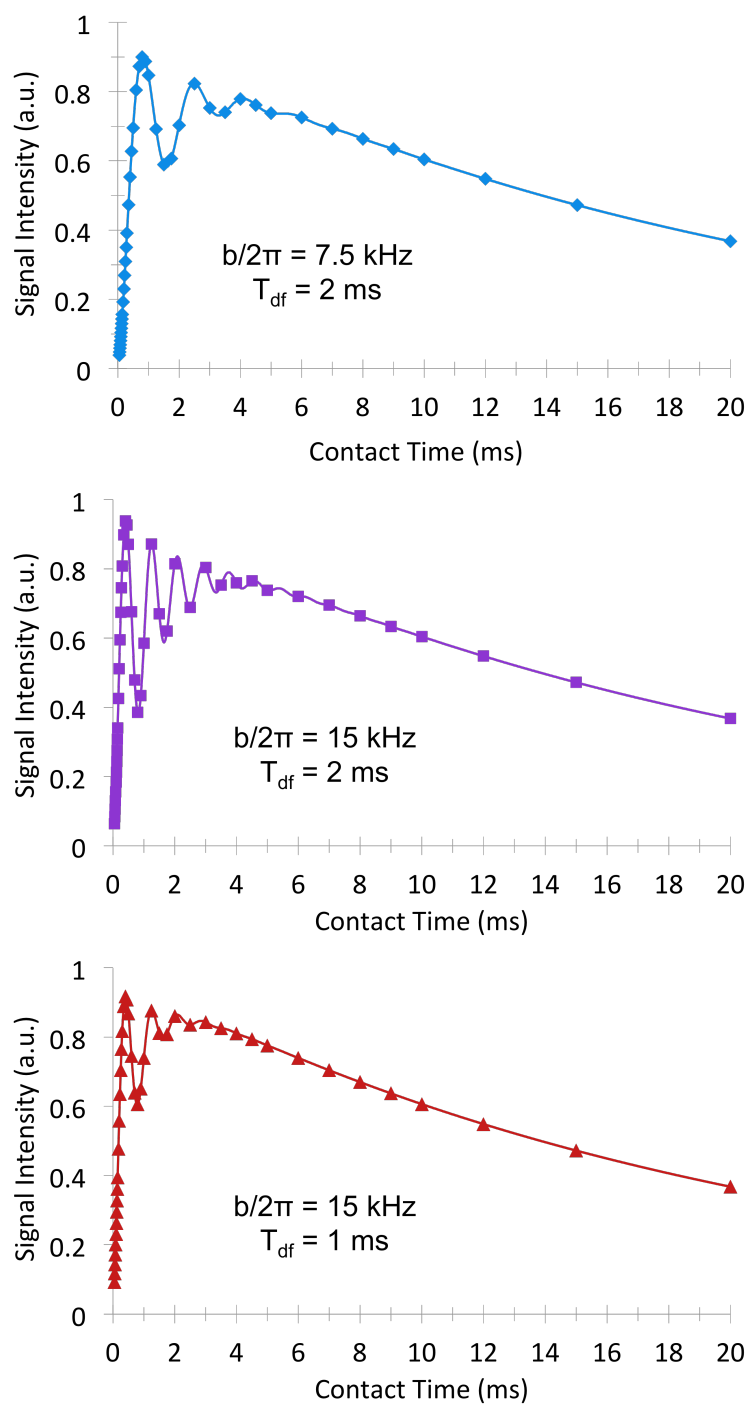 Signal Intensity (a.u.)
1
0.8
0.6
0.4
0.2
0
b/2π = 7.5 kHz
Tdf = 2 ms
0 2 4 6 8 10 12 14 16 18 20
Contact Time (ms)
Signal Intensity (a.u.)
1
0.8
0.6
0.4
0.2
0
b/2π = 15 kHz
Tdf = 2 ms
0 2 4 6 8 10 12 14 16 18 20
Contact Time (ms)
Signal Intensity (a.u.)
1
0.8
0.6
0.4
0.2
0
b/2π = 15 kHz
Tdf = 1 ms
0 2 4 6 8 10 12 14 16 18 20
Contact Time (ms)